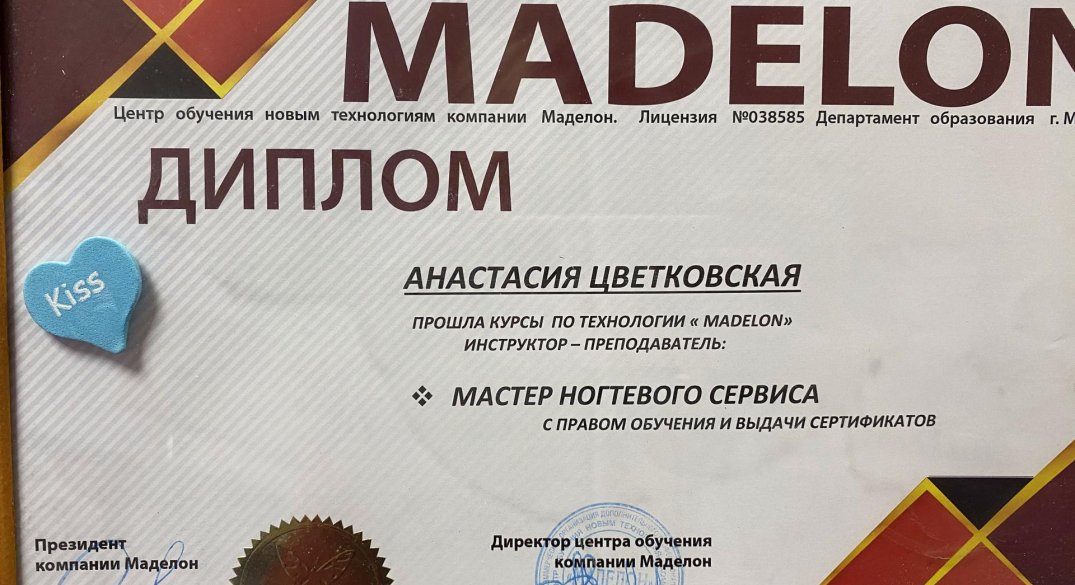 MADELON
Центр обучения новым технологиям компании Маделон. Лицензия №038585 Департамент образования г.
ДИПЛОМ
Kiss
АНАСТАСИЯ ЦВЕТКОВСКАЯ
ПРОШЛА КУРСЫ ПО ТЕХНОЛОГИИ « MADELON»
ИНСТРУКТОР – ПРЕПОДАВАТЕЛЬ:
❖ МАСТЕР НОГТЕВОГО СЕРВИСА
С ПРАВОМ ОБУЧЕНИЯ И ВЫДАЧИ СЕРТИФИКАТОВ
Президент
компании Маделон
Директор центра обучения
компании Маделон